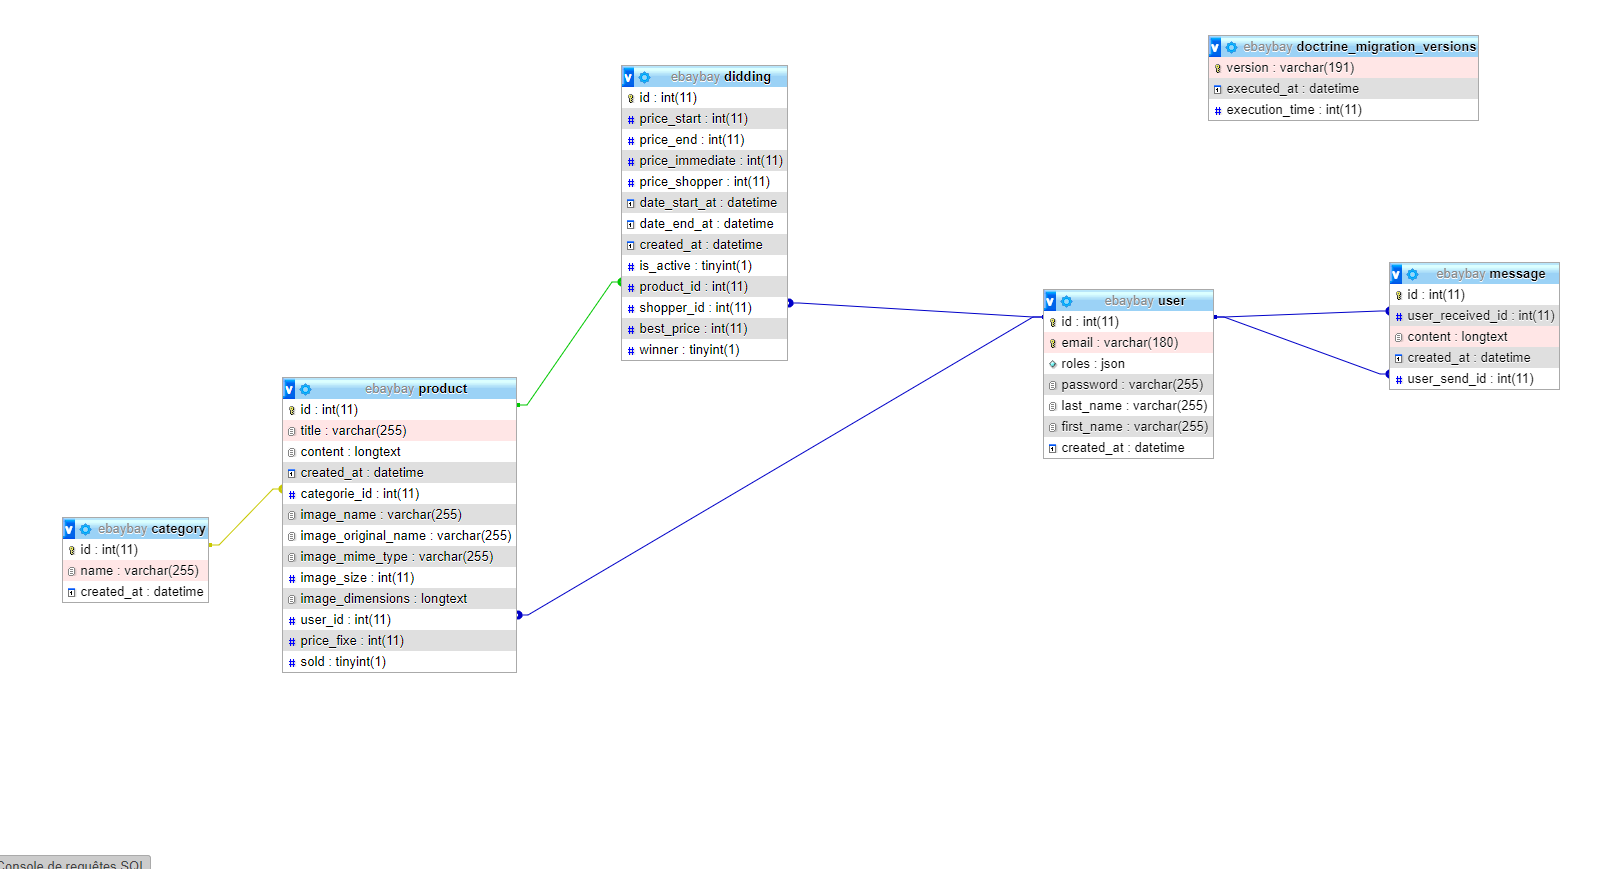 ebaybay doctrine_migration_versions
version : varchar(191)
executed_at : datetime
execution_time : int(11)
ebaybay didding
id : int(11)
price_start : int(11)
price_end : int(11)
price_immediate : int(11)
price_shopper : int(11)
date_start_at : datetime
date_end_at : datetime
created_at : datetime
is_active : tinyint(1)
product_id : int(11)
shopper_id : int(11)
best_price : int(11)
winner : tinyint(1)
ebaybay message
id : int(11)
user_received_id : int(11)
content : longtext
created_at : datetime
user_send_id : int(11)
ebaybay user
id : int(11)
email : varchar(180)
roles : json
password : varchar(255)
last_name : varchar(255)
first_name : varchar(255)
created_at : datetime
ebaybay product
id : int(11)
title : varchar(255)
content : longtext
created_at : datetime
categorie_id : int(11)
image_name : varchar(255)
image_original_name : varchar(255)
image_mime_type : varchar(255)
image_size : int(11)
image_dimensions : longtext
user_id : int(11)
price_fixe : int(11)
sold : tinyint(1)
ebaybay category
id : int(11)
name : varchar(255)
created_at : datetime
Console de requêtes SQL